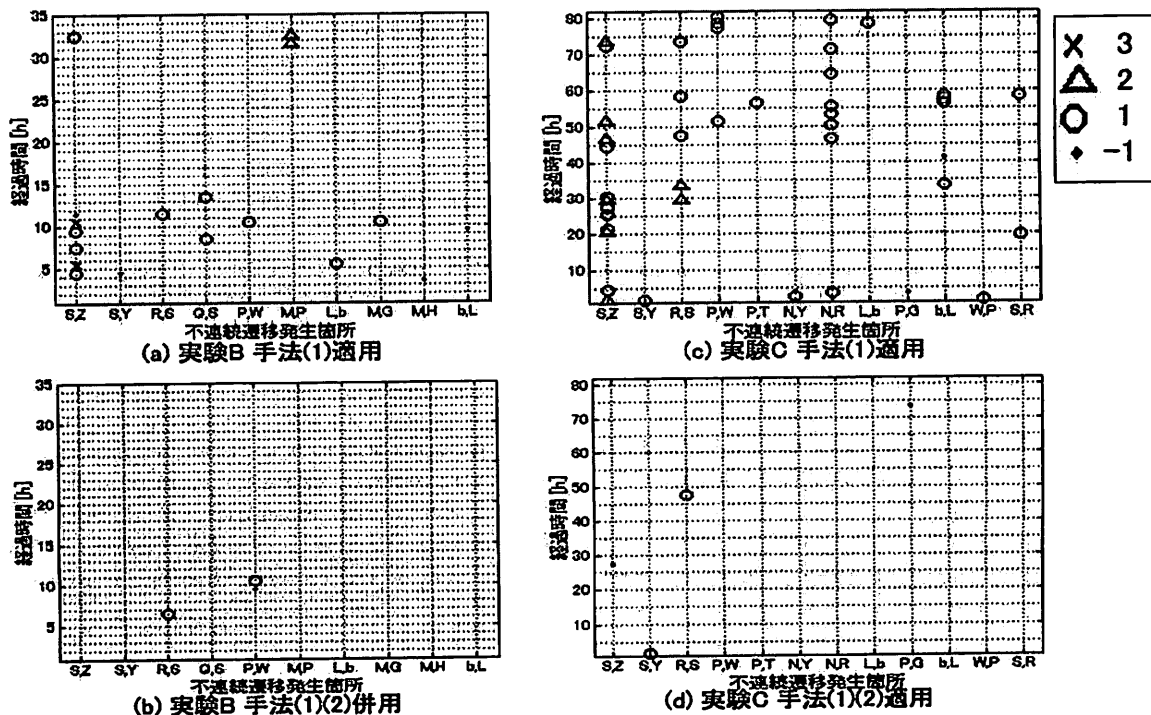 35
30
25
20
15
10
5
経過時間[h]
S,Z S,Y R,S Q,S P,W M,P L,b M,G M,H b,L
不連続遷移発生箇所
(a) 実験B 手法(1)適用
80
70
60
50
40
30
20
10
経過時間[h]
S,Z S,Y R,S P,W P,T N,Y N,R L,b P,G b,L W,P S,R
不連続遷移発生箇所
(c) 実験C 手法(1)適用
3
2
1
-1
35
30
25
20
15
10
5
経過時間[h]
S,Z S,Y R,S Q,S P,W M,P L,b M,G M,H b,L
不連続遷移発生箇所
(b) 実験B 手法(1)(2)併用
80
70
60
50
40
30
20
10
経過時間[h]
S,Z S,Y R,S P,W P,T N,Y N,R L,b P,G b,L W,P S,R
不連続遷移発生箇所
(d) 実験C 手法(1)(2)適用